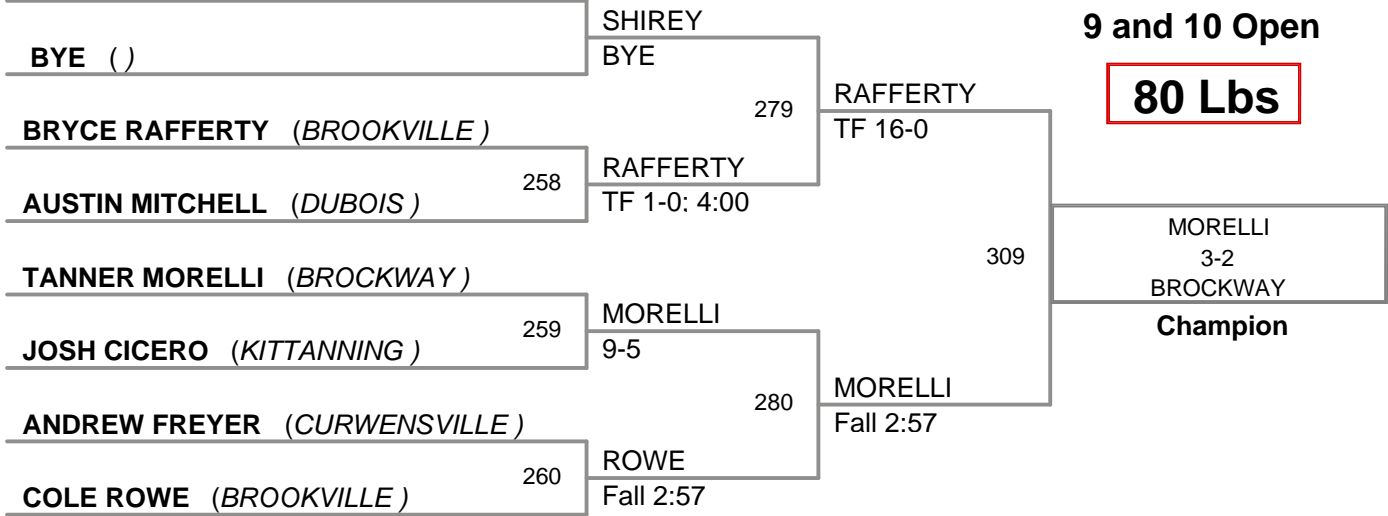 SHIREY
9 and 10 Open
BYE ( )
BYE
80 Lbs
279
RAFFERTY
BRYCE RAFFERTY (BROOKVILLE )
TF 16-0
258
RAFFERTY
AUSTIN MITCHELL (DUBOIS )
TF 1-0; 4:00
MORELLI
309
3-2
TANNER MORELLI (BROCKWAY )
BROCKWAY
259
MORELLI
Champion
JOSH CICERO (KITTANNING )
9-5
280
MORELLI
ANDREW FREYER (CURWENSVILLE )
Fall 2:57
260
ROWE
COLE ROWE (BROOKVILLE )
Fall 2:57